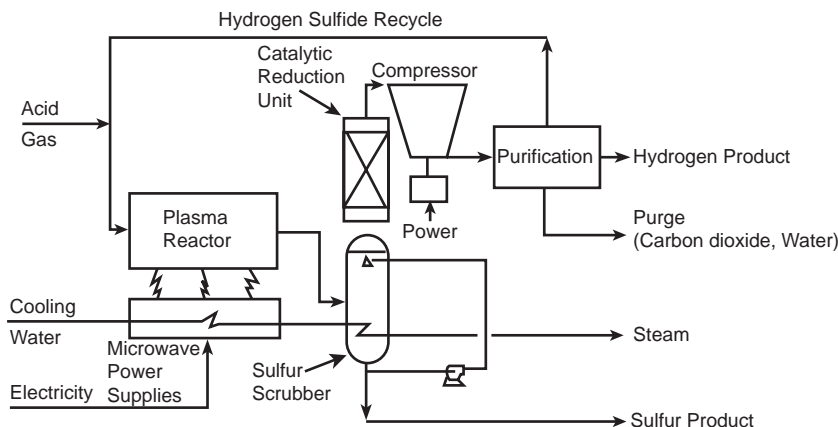 Hydrogen Sulfide Recycle
Catalytic
Reduction
Unit
Compressor
Acid
Gas
Purification
Hydrogen Product
Plasma
Reactor
Power
Purge
(Carbon dioxide, Water)
Cooling
Water
Steam
Microwave
Power
Supplies
Sulfur
Scrubber
Electricity
Sulfur Product